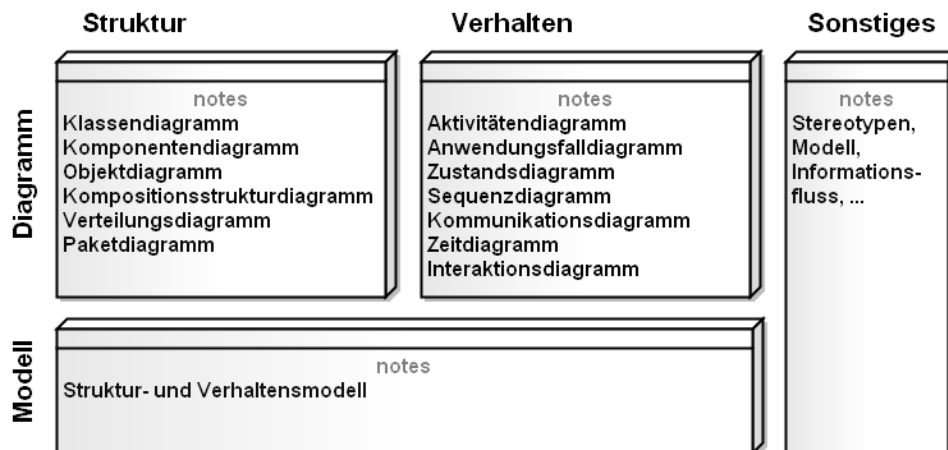 Struktur
Verhalten
Sonstiges
Diagramm
notes
Klassendiagramm
Komponentendiagramm
Objektdiagramm
Kompositionsstrukturdiagramm
Verteilungsdiagramm
Paketdiagramm
notes
Aktivitätendiagramm
Anwendungsfalldiagramm
Zustandsdiagramm
Sequenzdiagramm
Kommunikationsdiagramm
Zeitdiagramm
Interaktionsdiagramm
notes
Stereotypen,
Modell,
Informations-
fluss, ...
Modell
notes
Struktur- und Verhaltensmodell